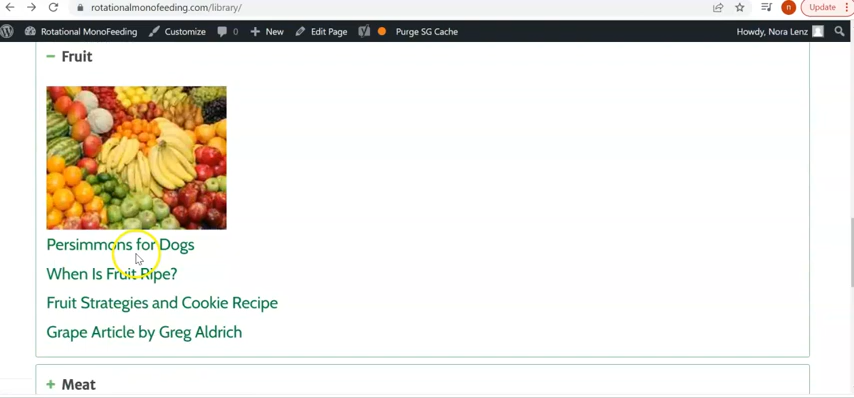 rotationalmonofeeding.com/library/
n
Update
Rotational MonoFeeding Customize 0 New Edit Page Purge SG Cache Howdy, Nora Lenz
Fruit
Persimmons for Dogs
When Is Fruit Ripe?
Fruit Strategies and Cookie Recipe
Grape Article by Greg Aldrich
Meat